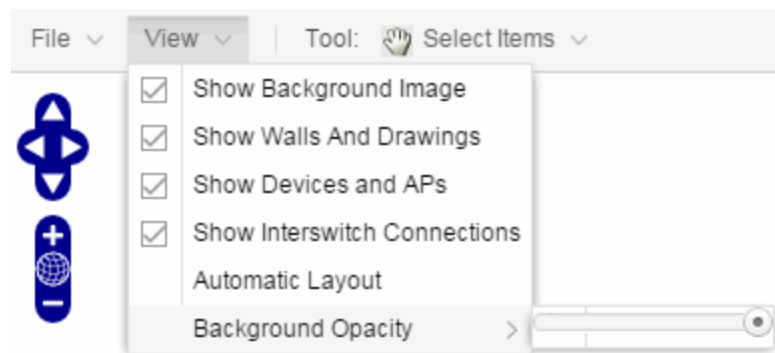 File View Tool: Select Items
Show Background Image
Show Walls And Drawings
Show Devices and APs
Show Interswitch Connections
Automatic Layout
Background Opacity